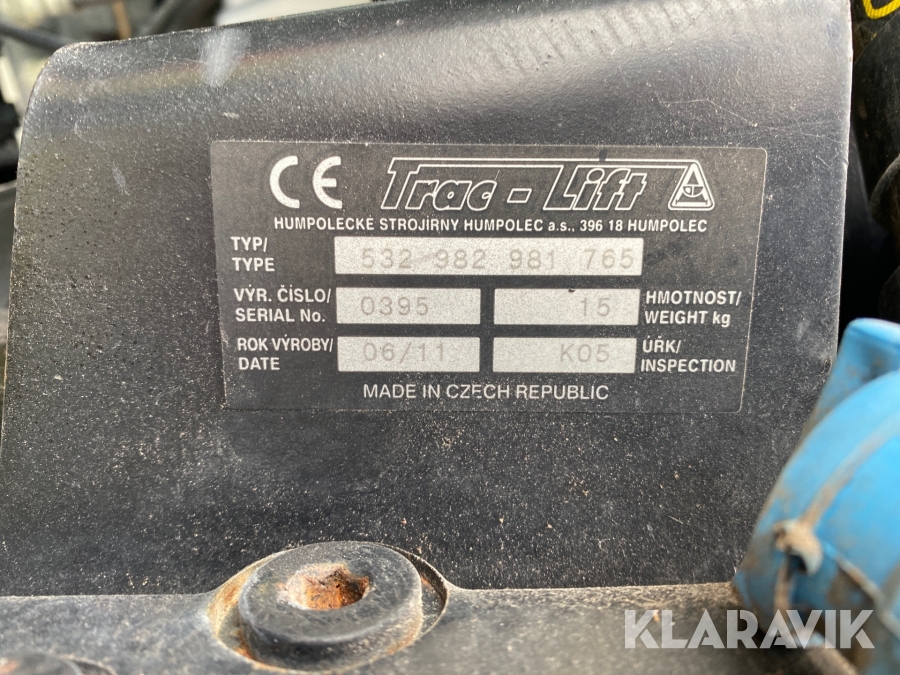 CE Trac-Lift
HUMPOLECKÉ STROJÍRNY HUMPOLEC a.s., 396 18 HUMPOLEC
TYP/
TYPE
532 982 981 765
VÝR. ČÍSLO/
SERIAL No.
0395
15
HMOTNOST/
WEIGHT kg
ROK VÝROBY/
DATE
06/11
K05
ÚŘK/
INSPECTION
MADE IN CZECH REPUBLIC
KLARAVIK